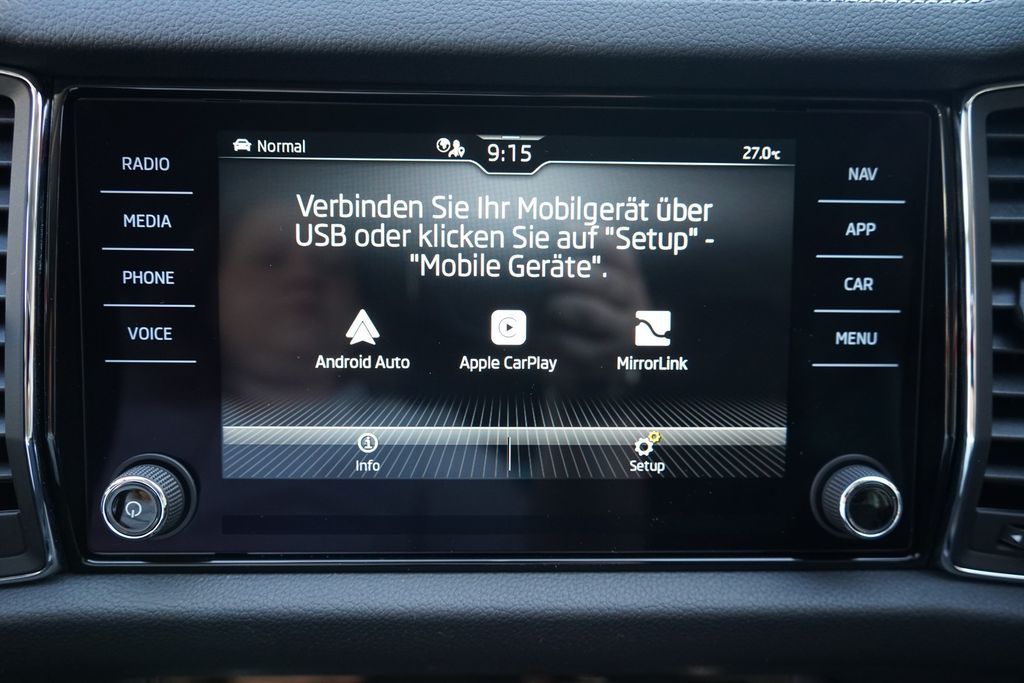 RADIO
MEDIA
PHONE
VOICE
Normal
9:15
27.0°C
Verbinden Sie Ihr Mobilgerät über
USB oder klicken Sie auf "Setup" -
"Mobile Geräte".
Android Auto
Apple CarPlay
MirrorLink
Info
Setup
NAV
APP
CAR
MENU